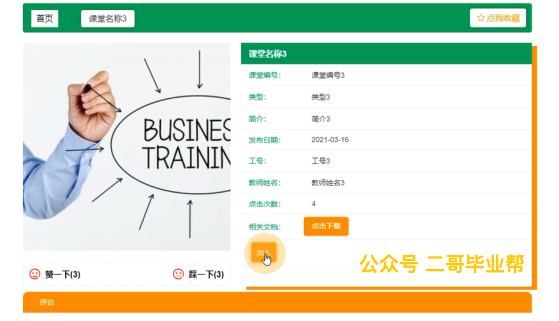 首页
课堂名称3
点我收藏
课堂名称3
课堂编号： 课堂编号3
类型： 类型3
简介： 简介3
发布日期： 2021-03-16
工号： 工号3
教师姓名： 教师姓名3
点击次数： 4
相关文档： 点击下载
BUSINES
TRAININ
公众号 二哥毕业帮
赞一下(3)
踩一下(3)
评论